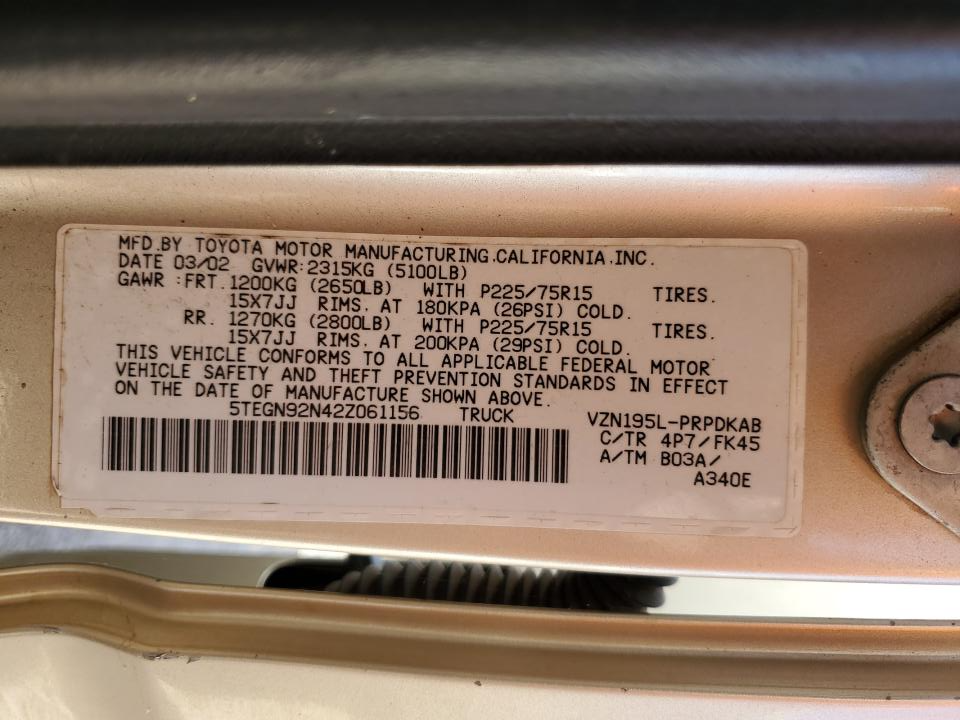 MFD.BY TOYOTA MOTOR MANUFACTURING.CALIFORNIA.INC.
DATE 03/02 GVWR:2315KG (5100LB)
GAWR :FRT.1200KG (2650LB) WITH P225/75R15 TIRES.
15X7JJ RIMS. AT 180KPA (26PSI) COLD.
RR. 1270KG (2800LB) WITH P225/75R15 TIRES.
15X7JJ RIMS. AT 200KPA (29PSI) COLD.
THIS VEHICLE CONFORMS TO ALL APPLICABLE FEDERAL MOTOR
VEHICLE SAFETY AND THEFT PREVENTION STANDARDS IN EFFECT
ON THE DATE OF MANUFACTURE SHOWN ABOVE.
5TEGN92N42Z061156 TRUCK VZN195L-PRPDKAB
C/TR 4P7/FK45
A/TM B03A/
A340E